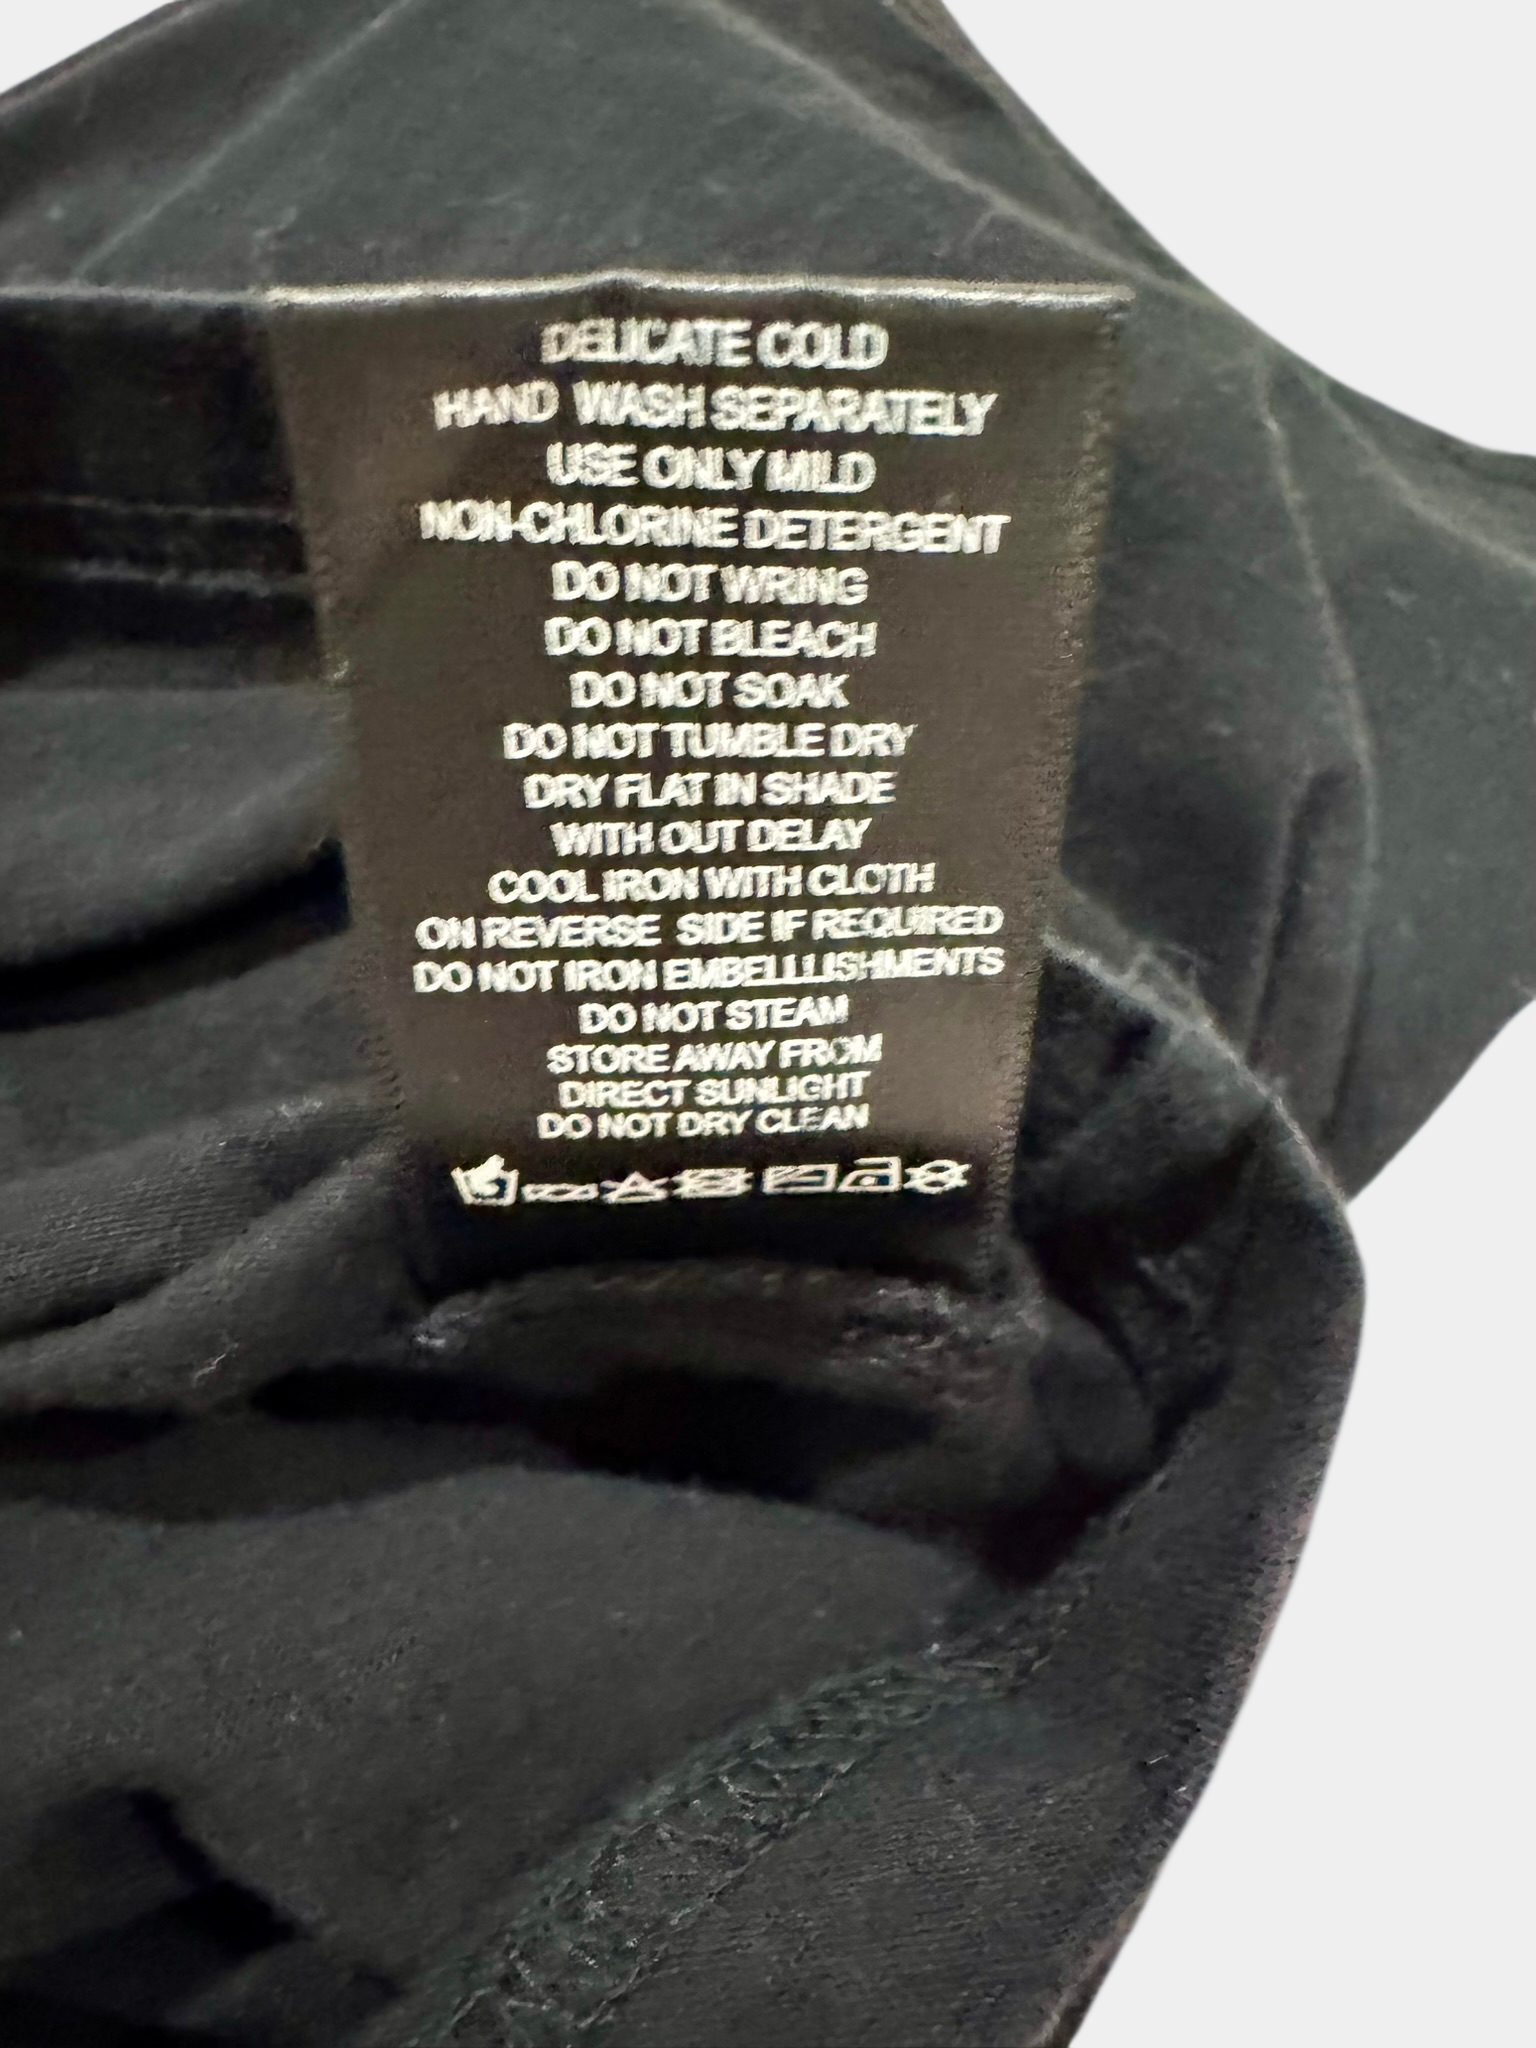 DELICATE COLD
HAND WASH SEPARATELY
USE ONLY MILD
NON-CHLORINE DETERGENT
DO NOT WRING
DO NOT BLEACH
DO NOT SOAK
DO NOT TUMBLE DRY
DRY FLAT IN SHADE
WITH OUT DELAY
COOL IRON WITH CLOTH
ON REVERSE SIDE IF REQUIRED
DO NOT IRON EMBELLLISHMENTS
DO NOT STEAM
STORE AWAY FROM
DIRECT SUNLIGHT
DO NOT DRY CLEAN